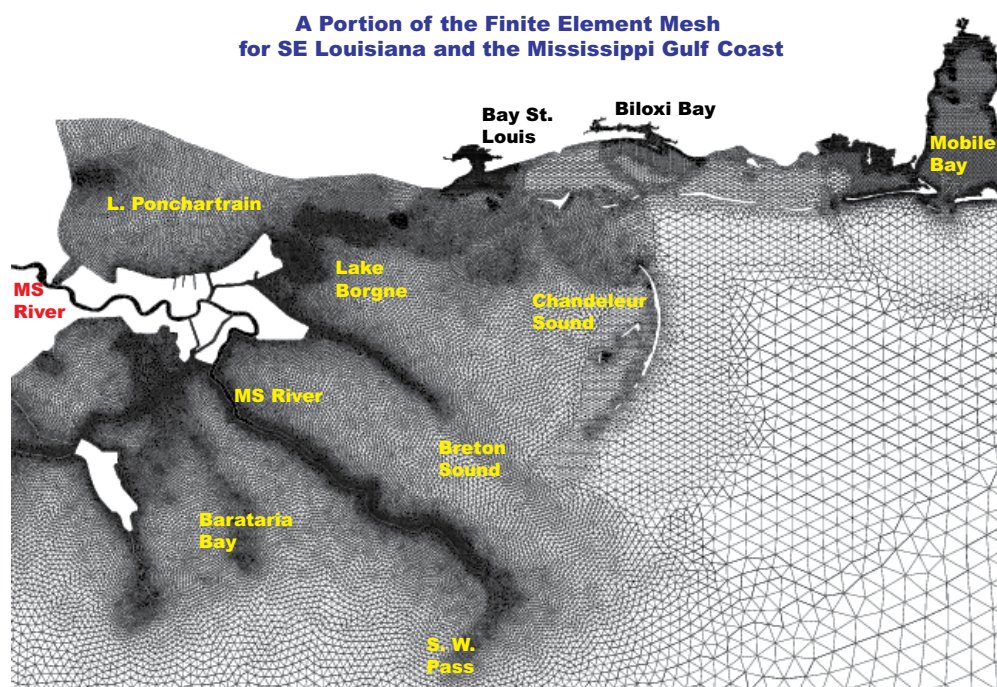 A Portion of the Finite Element Mesh
for SE Louisiana and the Mississippi Gulf Coast
Bay St.
Louis
Biloxi Bay
Mobile
Bay
L. Ponchartrain
Lake
Borgne
MS
River
Chandeleur
Sound
MS River
Breton
Sound
Barataria
Bay
S. W.
Pass